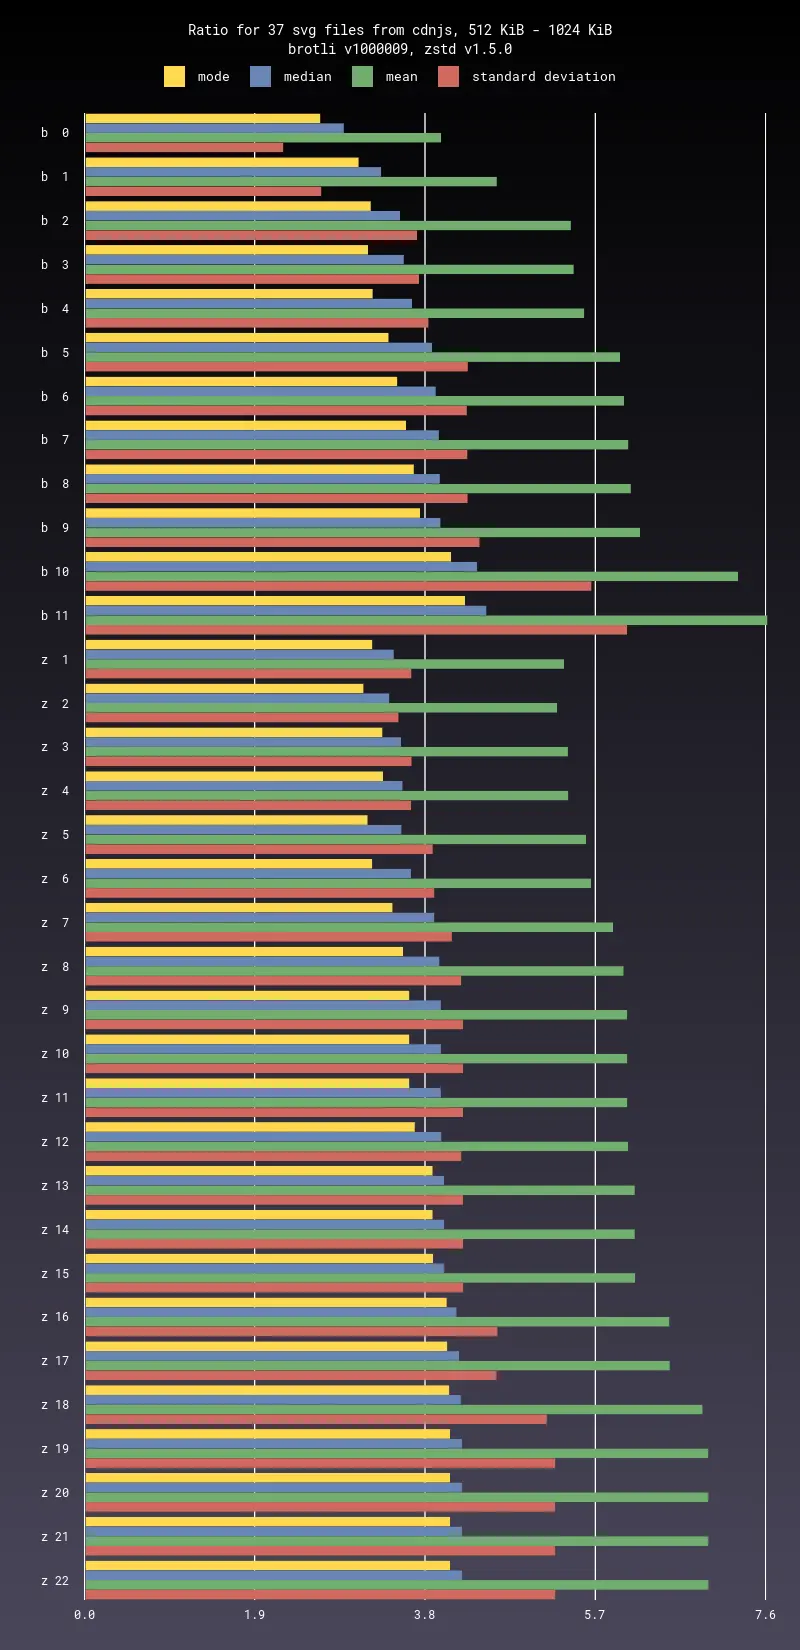 Ratio for 37 svg files from cdnjs, 512 KiB - 1024 KiB
brotli v1000009, zstd v1.5.0
mode median mean standard deviation
b  0
b  1
b  2
b  3
b  4
b  5
b  6
b  7
b  8
b  9
b 10
b 11
z  1
z  2
z  3
z  4
z  5
z  6
z  7
z  8
z  9
z 10
z 11
z 12
z 13
z 14
z 15
z 16
z 17
z 18
z 19
z 20
z 21
z 22
0.0 1.9 3.8 5.7 7.6